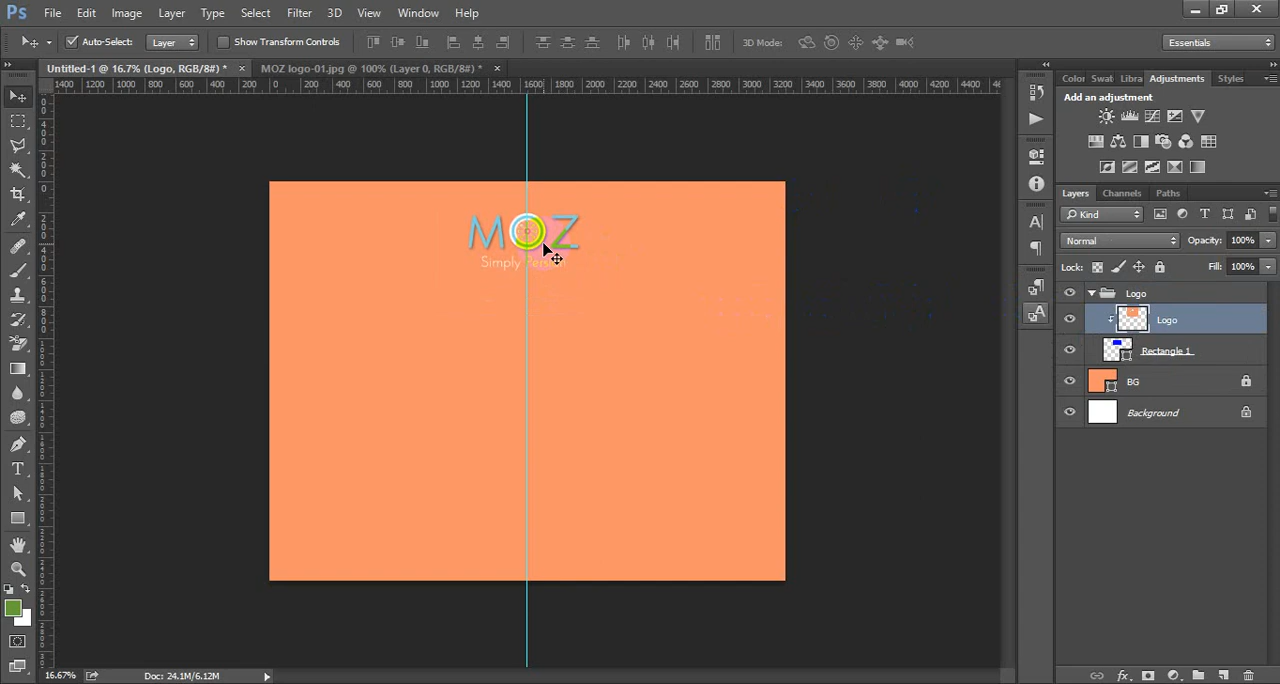 Ps File Edit Image Layer Type Select Filter 3D View Window Help
Auto-Select: Layer Show Transform Controls 3D Mode: Essentials
Untitled-1 @ 16.7% (Logo, RGB/8#) * × MOZ logo-01.jpg @ 100% (Layer 0, RGB/8#) * ×
Color Swat Libra Adjustments Styles
1400 1200 1000 800 600 400 200 0 200 400 600 800 1000 1200 1400 1600 1800 2000 2200 2400 2600 2800 3000 3200 3400 3600 3800 4000 4200 4400
Add an adjustment
Layers Channels Paths
Kind
MOZ
Simply
Normal Opacity: 100%
Lock: Fill: 100%
Logo
Logo
Rectangle 1
BG
Background
16.67% Doc: 24.1M/6.12M